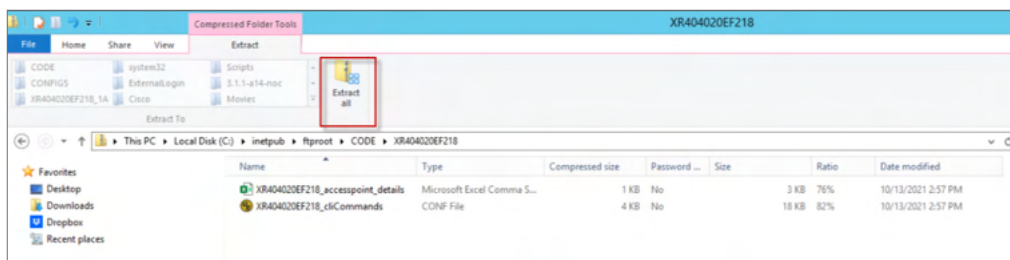 Compressed Folder Tools
XR404020EF218
File Home Share View Extract
CODE system32 Scripts
CONFIGS ExternalLogin 3.1.1-a14-noc
XR404020EF218_1A Cisco Movies
Extract all
Extract To
This PC Local Disk (C:) inetpub ftproot CODE XR404020EF218
Favorites
Desktop
Downloads
Dropbox
Recent places
Name Type Compressed size Password ... Size Ratio Date modified
XR404020EF218_accesspoint_details Microsoft Excel Comma S... 1 KB No 3 KB 76% 10/13/2021 2:57 PM
XR404020EF218_cliCommands CONF File 4 KB No 18 KB 82% 10/13/2021 2:57 PM